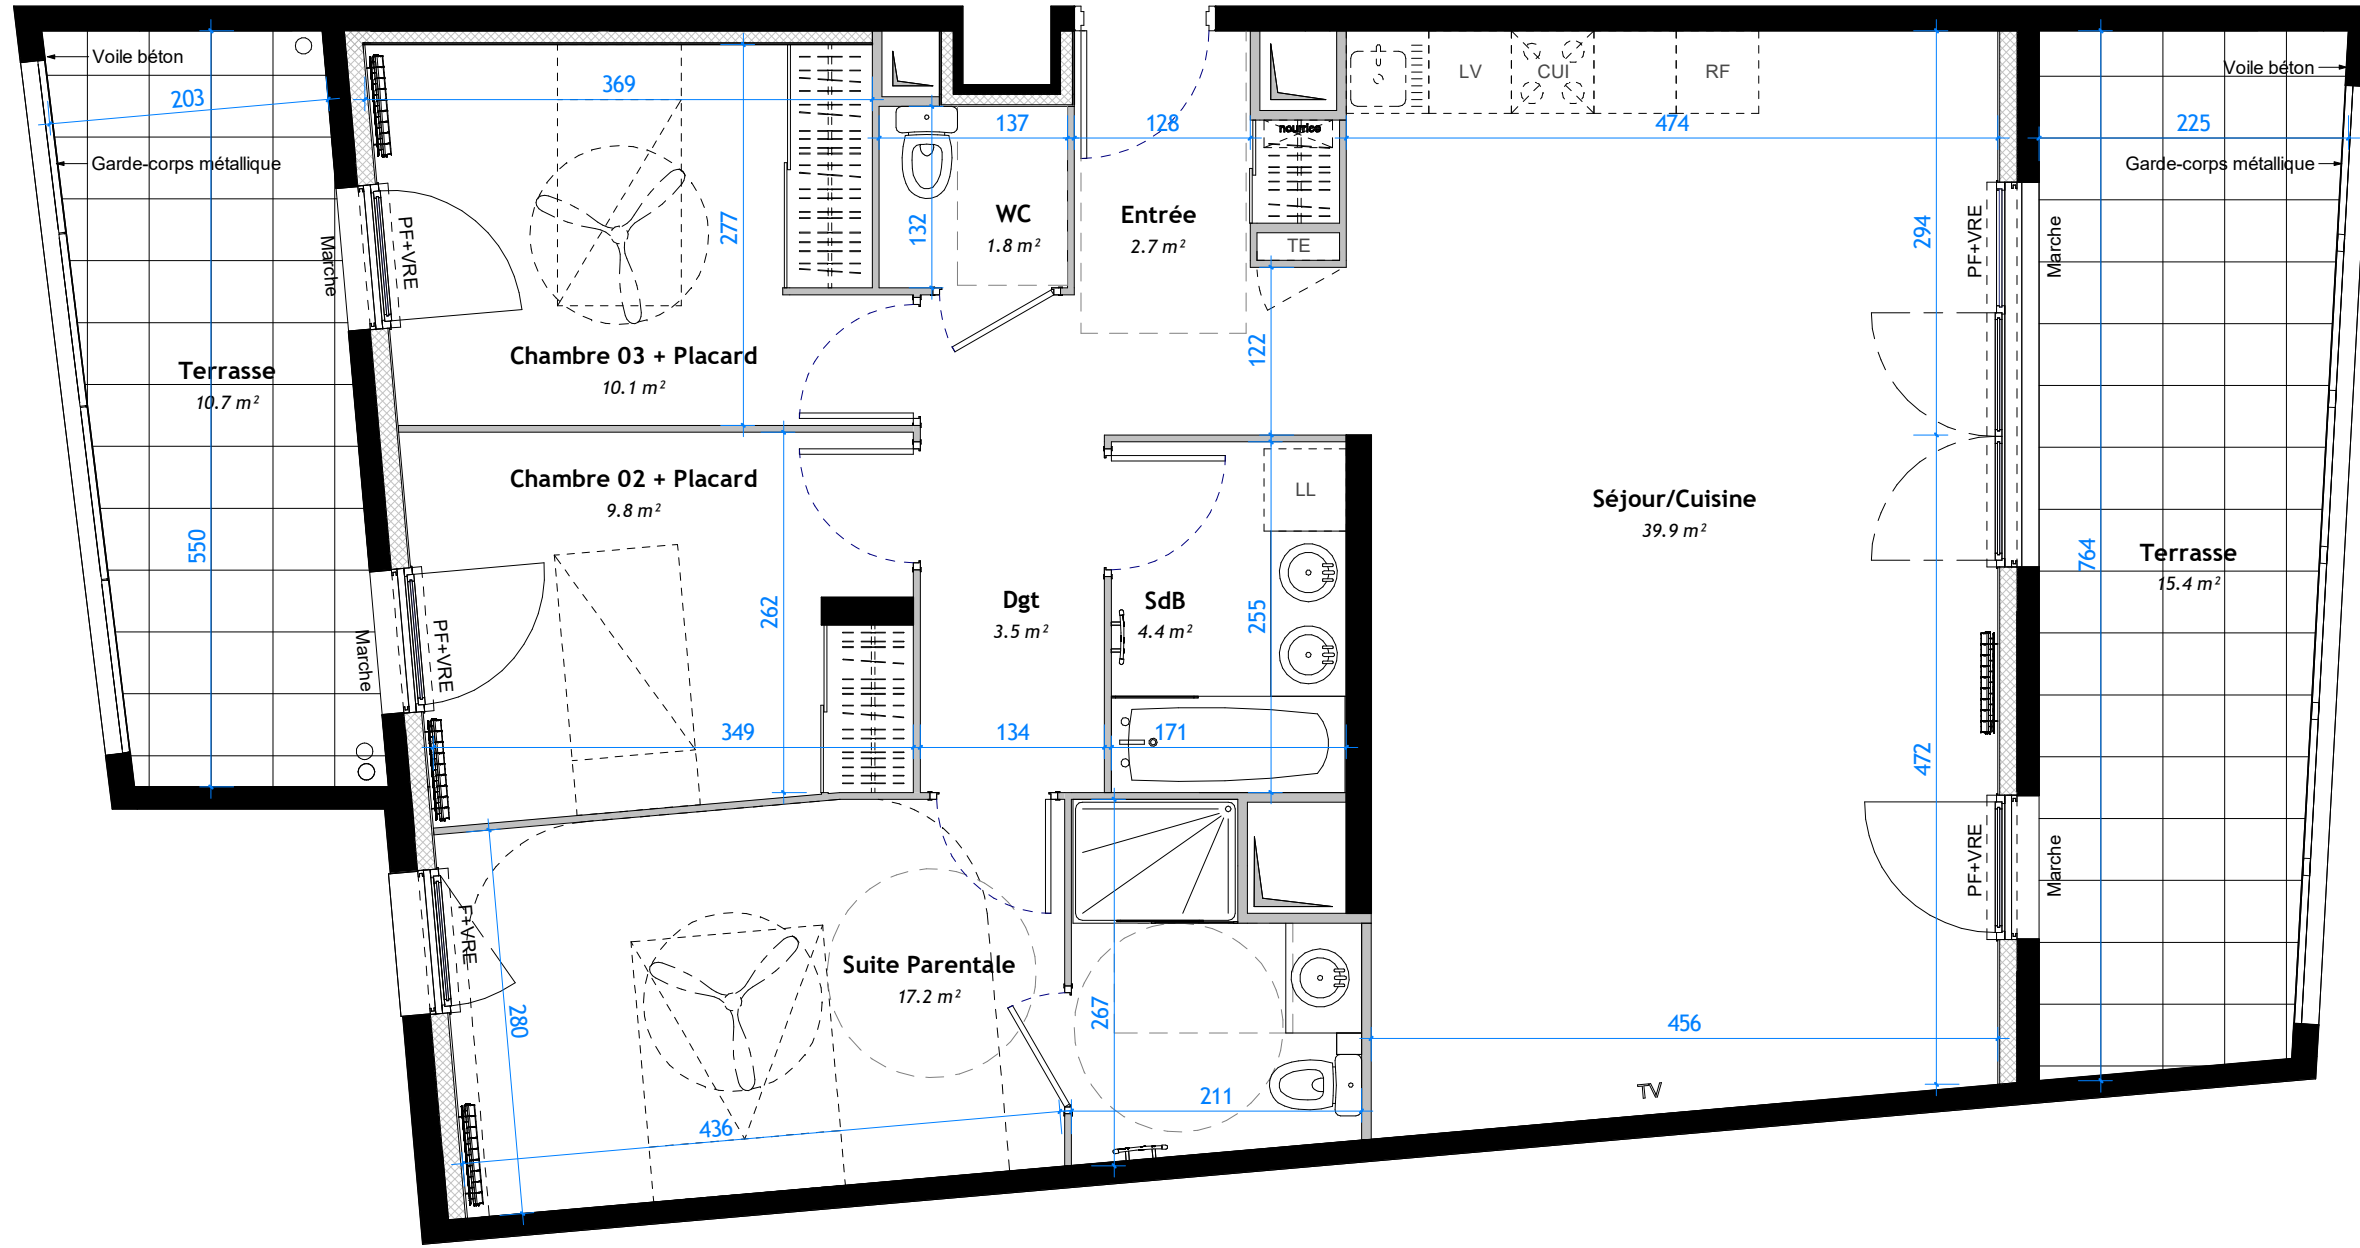 Voile béton
203
Garde-corps métallique
Terrasse
10.7 m²
550
Marche
PF+VRE
369
277
Chambre 03 + Placard
10.1 m²
137
132
WC
1.8 m²
128
Entrée
2.7 m²
nourrice
TE
122
LV
CUI
RF
474
294
PF+VRE
Marche
Voile béton
225
Garde-corps métallique
Chambre 02 + Placard
9.8 m²
262
349
Marche
PF+VRE
Dgt
3.5 m²
134
LL
SdB
4.4 m²
255
171
Séjour/Cuisine
39.9 m²
472
764
Terrasse
15.4 m²
PF+VRE
Marche
F+VRE
280
Suite Parentale
17.2 m²
436
267
211
456
TV